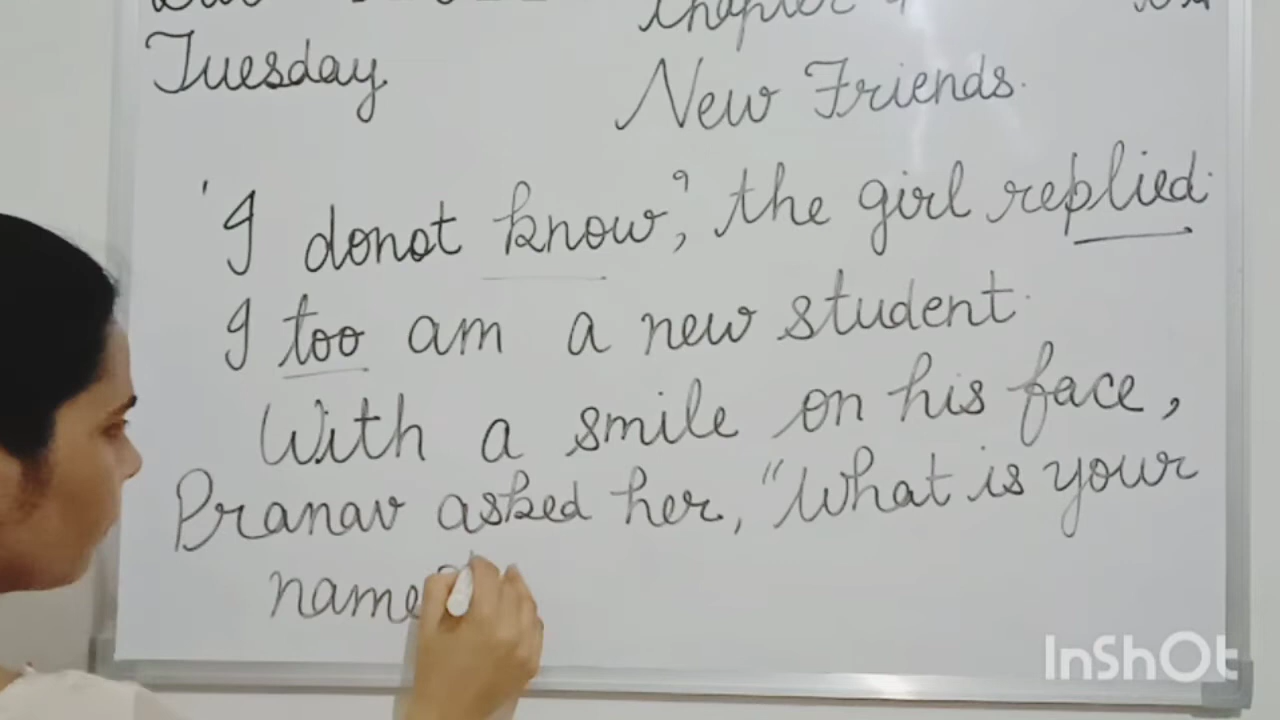 Chapter
Tuesday
New Friends.
'I donot know,' the girl replied.
I too am a new student.
With a smile on his face,
Pranav asked her, "What is your
name
InShOt